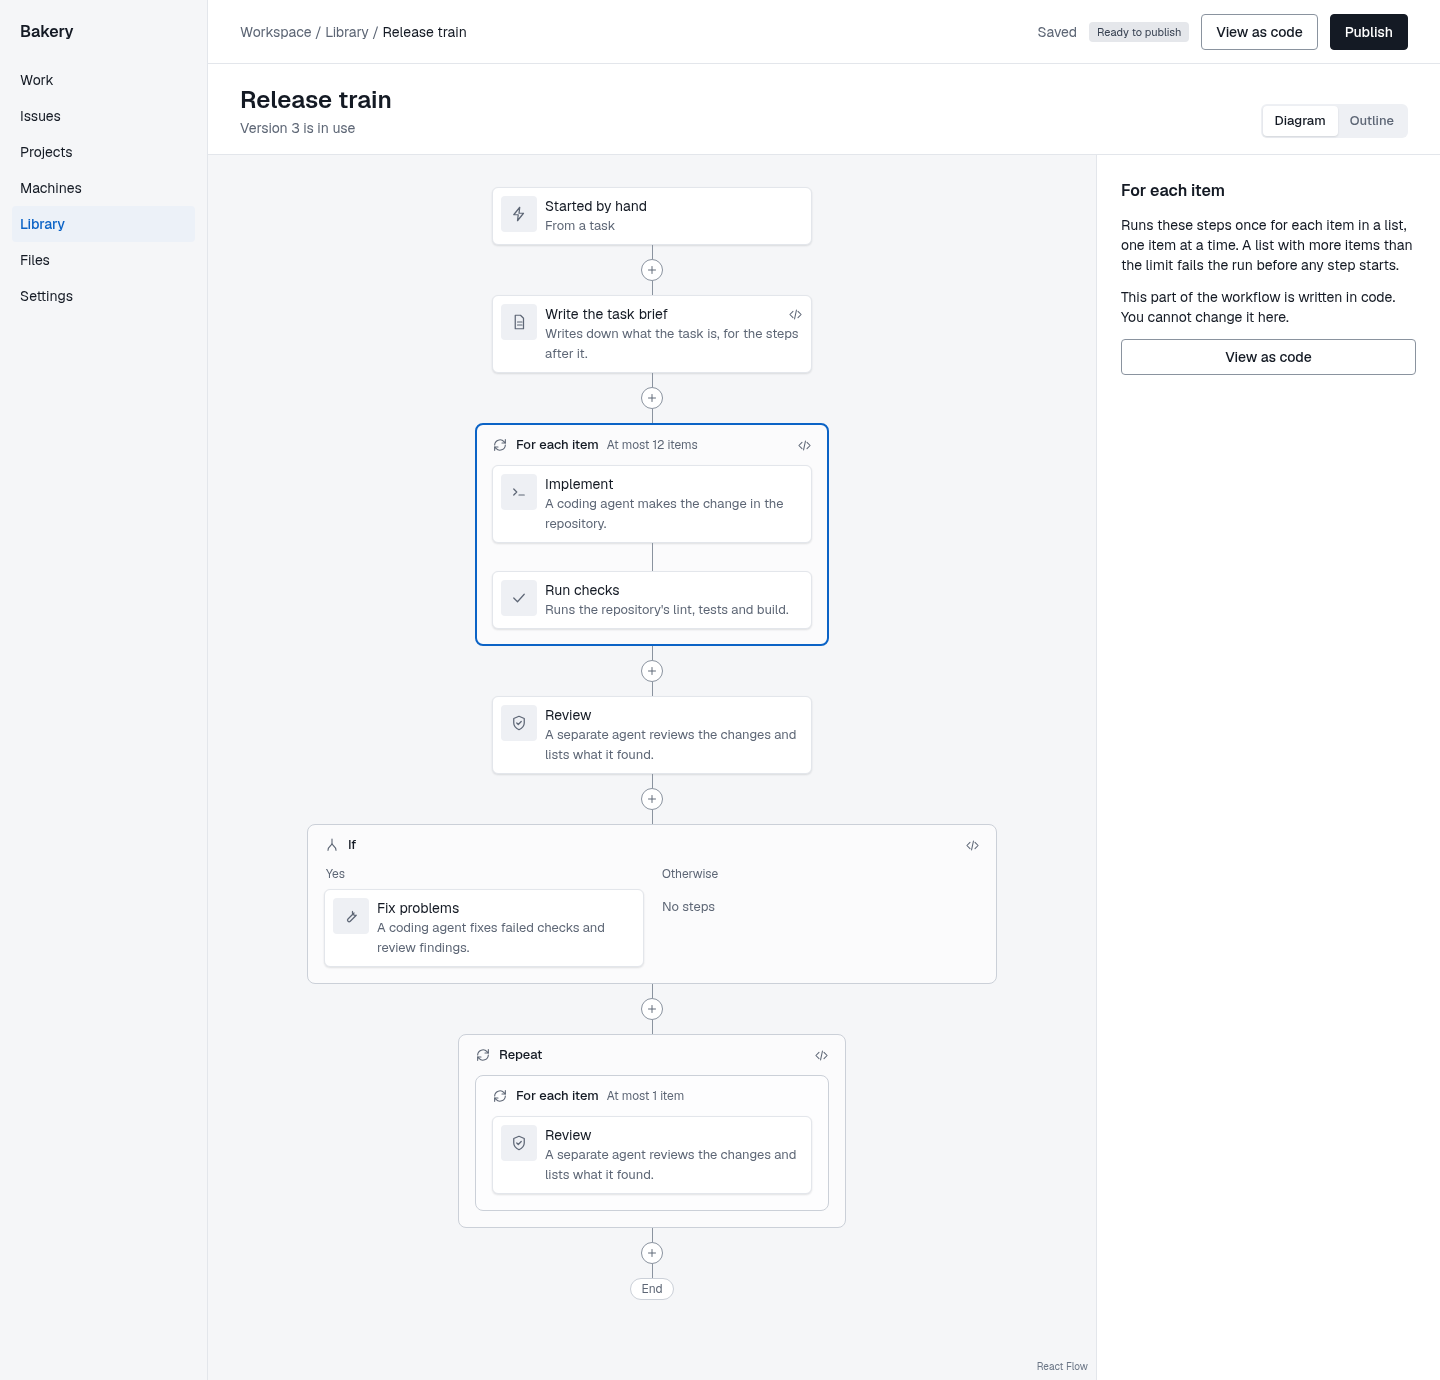 Bakery
Work
Issues
Projects
Machines
Library
Files
Settings
Workspace / Library / Release train
Saved
Ready to publish
View as code
Publish
Release train
Version 3 is in use
Diagram
Outline
Started by hand
From a task
Write the task brief
Writes down what the task is, for the steps
after it.
For each item At most 12 items
Implement
A coding agent makes the change in the
repository.
Run checks
Runs the repository's lint, tests and build.
Review
A separate agent reviews the changes and
lists what it found.
If
Yes
Otherwise
Fix problems
A coding agent fixes failed checks and
review findings.
No steps
Repeat
For each item At most 1 item
Review
A separate agent reviews the changes and
lists what it found.
End
React Flow
For each item
Runs these steps once for each item in a list,
one item at a time. A list with more items than
the limit fails the run before any step starts.
This part of the workflow is written in code.
You cannot change it here.
View as code